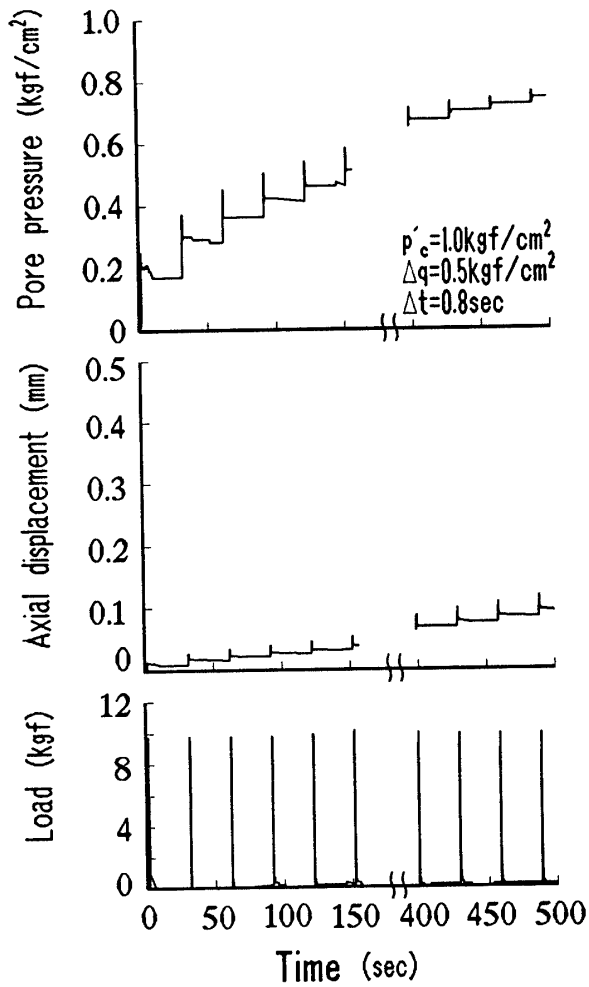 Pore pressure (kgf/cm²)
1.0
0.8
0.6
0.4
0.2
0
p′c=1.0kgf/cm²
Δq=0.5kgf/cm²
Δt=0.8sec
Axial displacement (mm)
0.5
0.4
0.3
0.2
0.1
0
Load (kgf)
12
8
4
0
0 50 100 150 400 450 500
Time (sec)